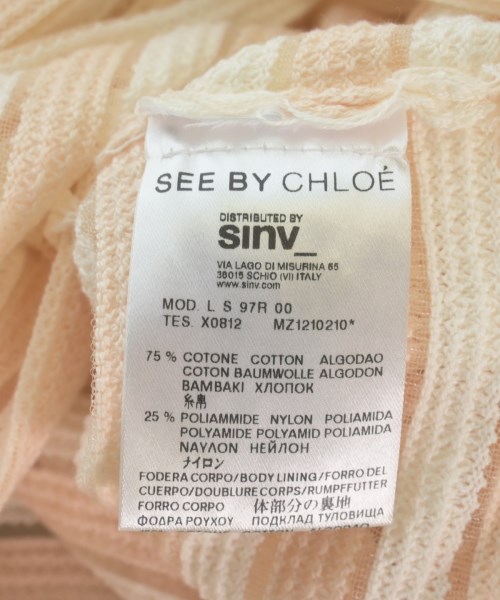 SEE BY CHLOÉ
DISTRIBUTED BY
sinv_
VIA LAGO DI MISURINA 65
36015 SCHIO (VI) ITALY
www.sinv.com
MOD. L S 97R 00
TES. X0812 MZ1210210*
75 % COTONE COTTON ALGODAO
COTON BAUMWOLLE ALGODON
ΒΑΜΒΑΚΙ ХЛОПОК
綿
25 % POLIAMMIDE NYLON POLIAMIDA
POLYAMIDE POLYAMID POLIAMIDA
ΝΑΥΛΟΝ НЕЙЛОН
ナイロン
FODERA CORPO/BODY LINING/FORRO DEL
CUERPO/DOUBLURE CORPS/RUMPFFUTTER
FORRO CORPO 体部分の裏地
ΦΟΔΡΑ ΡΟΥΧΟΥ ПОДКЛАД ТУЛОВИЩА